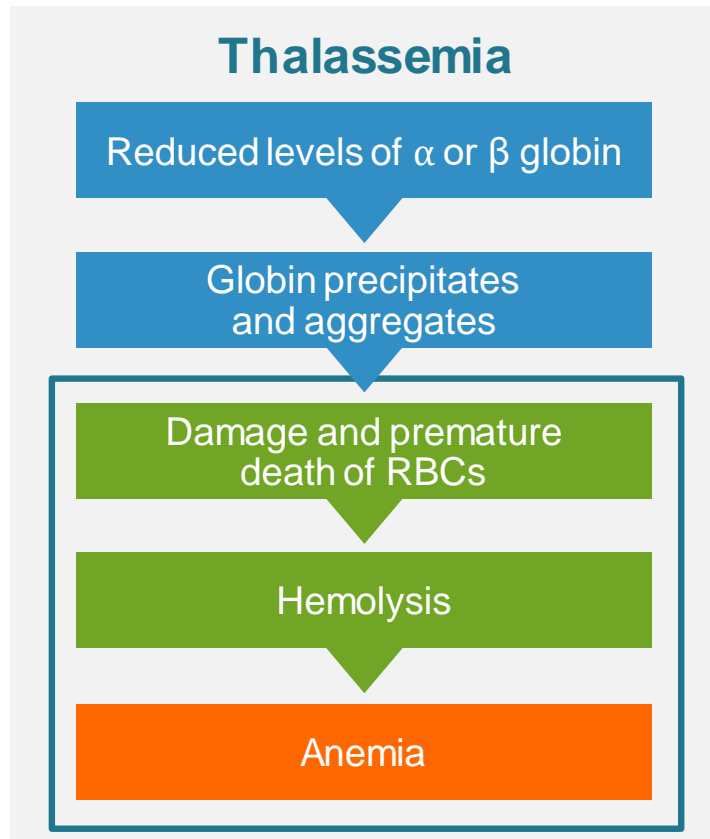 Thalassemia
Reduced levels of α or β globin
Globin precipitates
and aggregates
Damage and premature
death of RBCs
Hemolysis
Anemia